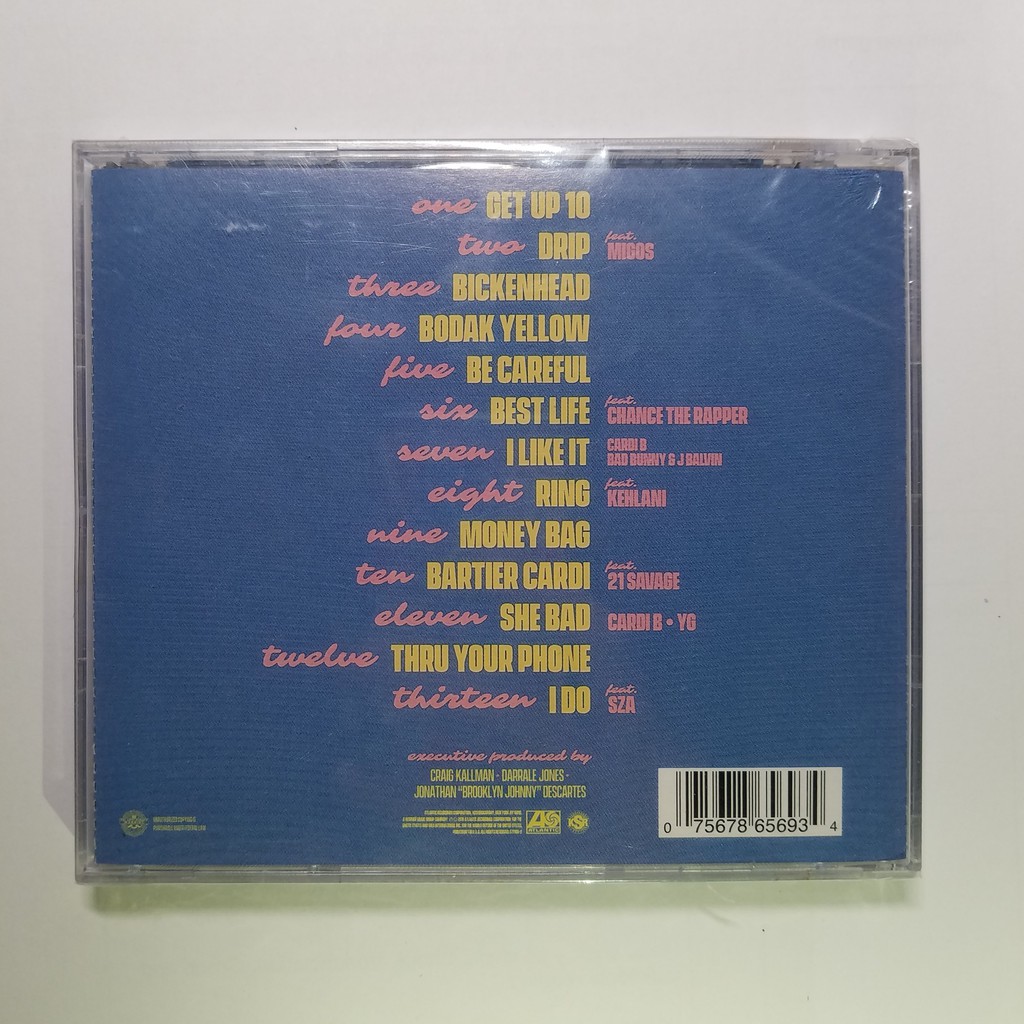 one GET UP 10
two DRIP feat. MIGOS
three BICKENHEAD
four BODAK YELLOW
five BE CAREFUL
six BEST LIFE feat. CHANCE THE RAPPER
seven I LIKE IT CARDI B
BAD BUNNY & J BALVIN
eight RING feat. KEHLANI
nine MONEY BAG
ten BARTIER CARDI feat. 21 SAVAGE
eleven SHE BAD CARDI B • YG
twelve THRU YOUR PHONE
thirteen I DO feat. SZA
executive produced by
CRAIG KALLMAN - DARRALE JONES -
JONATHAN "BROOKLYN JOHNNY" DESCARTES
ATLANTIC
KSR
0 75678 65693 4